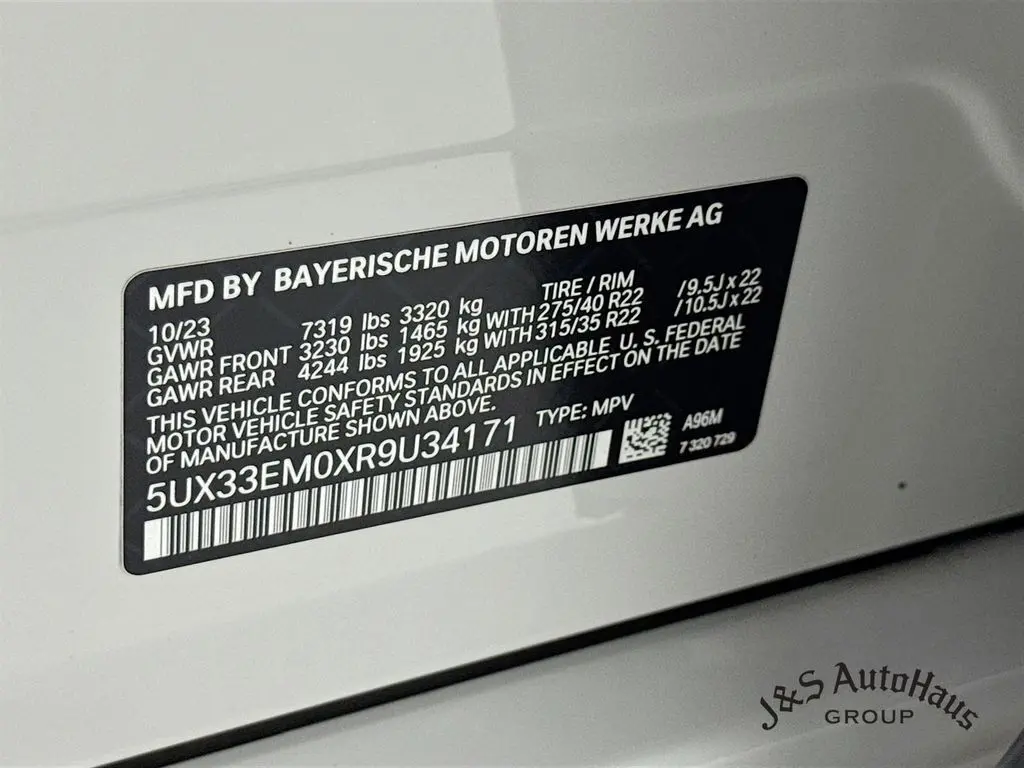 MFD BY BAYERISCHE MOTOREN WERKE AG
10/23 TIRE / RIM
GVWR 7319 lbs 3320 kg
GAWR FRONT 3230 lbs 1465 kg WITH 275/40 R22 /9.5J x 22
GAWR REAR 4244 lbs 1925 kg WITH 315/35 R22 /10.5J x 22
THIS VEHICLE CONFORMS TO ALL APPLICABLE U. S. FEDERAL
MOTOR VEHICLE SAFETY STANDARDS IN EFFECT ON THE DATE
OF MANUFACTURE SHOWN ABOVE.
TYPE: MPV
5UX33EM0XR9U34171
A96M
7 320 729
J&S AutoHaus
GROUP